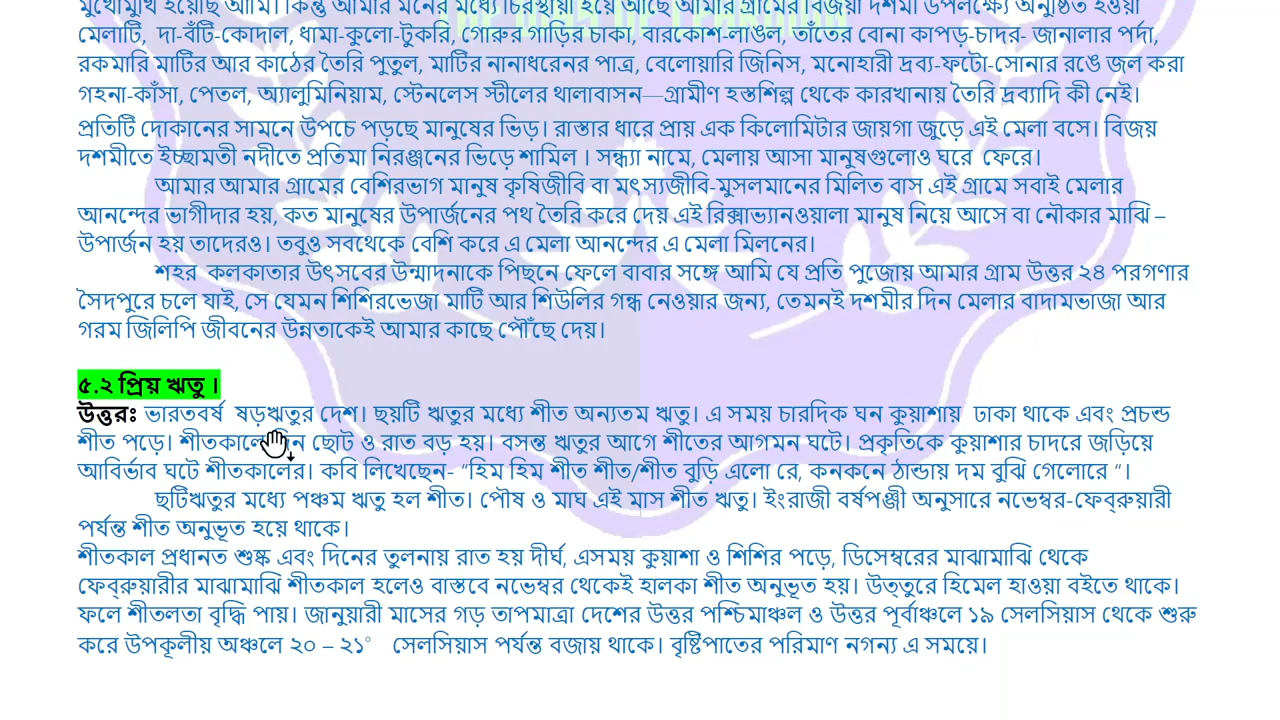 মুখোমুখি হয়েছি আমি। কিন্তু আমার মনের মধ্যে চিরস্থায়ী হয়ে আছে আমার গ্রামের বিজয়া দশমী উপলক্ষ্যে অনুষ্ঠিত হওয়া
মেলাটি, দা-বঁটি-কোদাল, ধামা-কুলো-টুকরি, গোরুর গাড়ির চাকা, বারকোশ-লাঙল, তাঁতের বোনা কাপড়-চাদর- জানালার পর্দা,
রকমারি মাটির আর কাঠের তৈরি পুতুল, মাটির নানাধরেনর পাত্র, বেলোয়ারি জিনিস, মনোহারী দ্রব্য-ফটো-সোনার রঙে জল করা
গহনা-কাঁসা, পেতল, অ্যালুমিনিয়াম, স্টেনলেস স্টীলের থালাবাসন—গ্রামীণ হস্তশিল্প থেকে কারখানায় তৈরি দ্রব্যাদি কী নেই।
প্রতিটি দোকানের সামনে উপচে পড়ছে মানুষের ভিড়। রাস্তার ধারে প্রায় এক কিলোমিটার জায়গা জুড়ে এই মেলা বসে। বিজয়
দশমীতে ইচ্ছামতী নদীতে প্রতিমা নিরঞ্জনের ভিড়ে শামিল । সন্ধ্যা নামে, মেলায় আসা মানুষগুলোও ঘরে ফেরে।
আমার আমার গ্রামের বেশিরভাগ মানুষ কৃষিজীবি বা মৎস্যজীবি-মুসলমানের মিলিত বাস এই গ্রামে সবাই মেলার
আনন্দের ভাগীদার হয়, কত মানুষের উপার্জনের পথ তৈরি করে দেয় এই রিক্সাভ্যানওয়ালা মানুষ নিয়ে আসে বা নৌকার মাঝি –
উপার্জন হয় তাদেরও। তবুও সবথেকে বেশি করে এ মেলা আনন্দের এ মেলা মিলনের।
শহর কলকাতার উৎসবের উন্মাদনাকে পিছনে ফেলে বাবার সঙ্গে আমি যে প্রতি পুজোয় আমার গ্রাম উত্তর ২৪ পরগণার
সৈদপুরে চলে যাই, সে যেমন শিশিরভেজা মাটি আর শিউলির গন্ধ নেওয়ার জন্য, তেমনই দশমীর দিন মেলার বাদামভাজা আর
গরম জিলিপি জীবনের উন্নতাকেই আমার কাছে পৌঁছে দেয়।
৫.২ প্রিয় ঋতু ।
উত্তরঃ ভারতবর্ষ ষড়ঋতুর দেশ। ছয়টি ঋতুর মধ্যে শীত অন্যতম ঋতু। এ সময় চারদিক ঘন কুয়াশায় ঢাকা থাকে এবং প্রচন্ড
শীত পড়ে। শীতকালে ছোট ও রাত বড় হয়। বসন্ত ঋতুর আগে শীতের আগমন ঘটে। প্রকৃতিকে কুয়াশার চাদরে জড়িয়ে
আবির্ভাব ঘটে শীতকালের। কবি লিখেছেন- “হিম হিম শীত শীত/শীত বুড়ি এলো রে, কনকনে ঠান্ডায় দম বুঝি গেলোরে “।
ছটিঋতুর মধ্যে পঞ্চম ঋতু হল শীত। পৌষ ও মাঘ এই মাস শীত ঋতু। ইংরাজী বর্ষপঞ্জী অনুসারে নভেম্বর-ফেব্রুয়ারী
পর্যন্ত শীত অনুভূত হয়ে থাকে।
শীতকাল প্রধানত শুষ্ক এবং দিনের তুলনায় রাত হয় দীর্ঘ, এসময় কুয়াশা ও শিশির পড়ে, ডিসেম্বরের মাঝামাঝি থেকে
ফেব্রুয়ারীর মাঝামাঝি শীতকাল হলেও বাস্তবে নভেম্বর থেকেই হালকা শীত অনুভূত হয়। উত্তুরে হিমেল হাওয়া বইতে থাকে।
ফলে শীতলতা বৃদ্ধি পায়। জানুয়ারী মাসের গড় তাপমাত্রা দেশের উত্তর পশ্চিমাঞ্চল ও উত্তর পূর্বাঞ্চলে ১৯ সেলসিয়াস থেকে শুরু
করে উপকূলীয় অঞ্চলে ২০ – ২১° সেলসিয়াস পর্যন্ত বজায় থাকে। বৃষ্টিপাতের পরিমাণ নগন্য এ সময়ে।